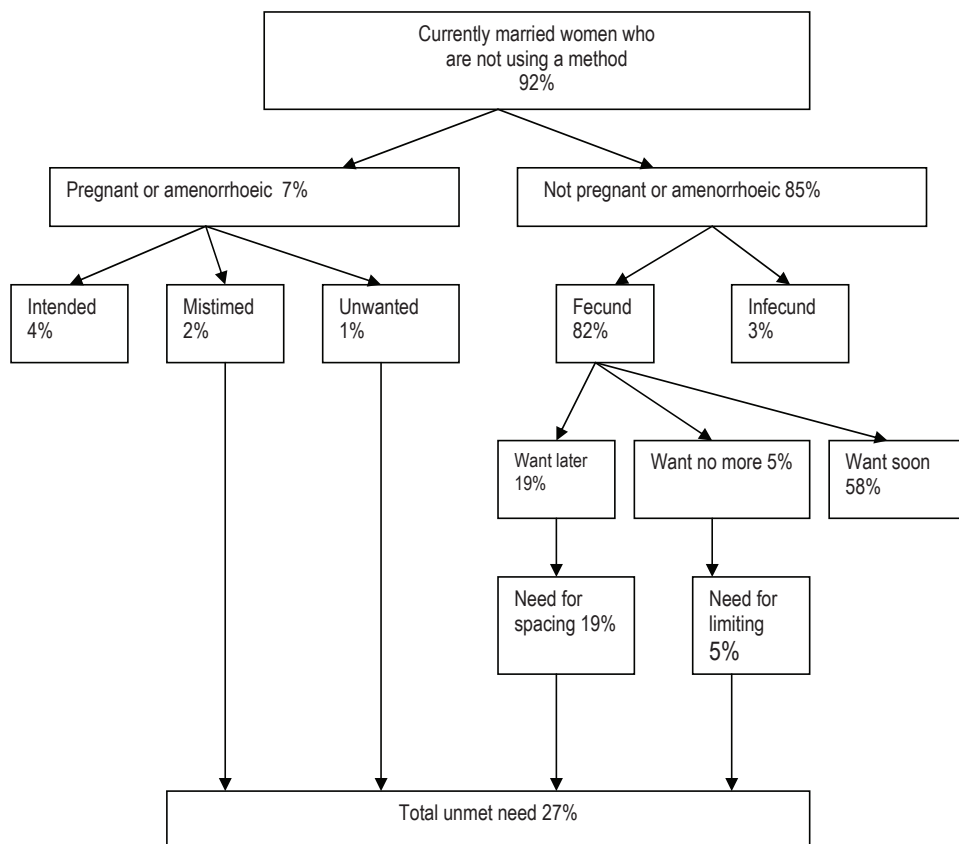 Currently married women who
are not using a method
92%
Pregnant or amenorrhoeic 7%
Not pregnant or amenorrhoeic 85%
Intended
4%
Mistimed
2%
Unwanted
1%
Fecund
82%
Infecund
3%
Want later
19%
Want no more 5%
Want soon
58%
Need for
spacing 19%
Need for
limiting
5%
Total unmet need 27%